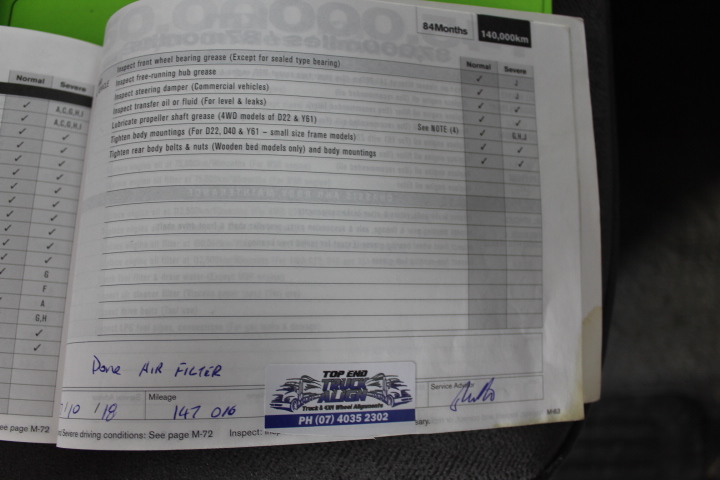 84Months 140,000km
Normal Severe
Inspect front wheel bearing grease (Except for sealed type bearing) ✓
Inspect free-running hub grease ✓
Inspect steering damper (Commercial vehicles) ✓ ✓
Inspect transfer oil or fluid (For level & leaks) ✓ ✓
Lubricate propeller shaft grease (4WD models of D22 & Y61) See NOTE (4) ✓ G,H,J
Tighten body mountings (For D22, D40 & Y61 – small size frame models) ✓ ✓
Tighten rear body bolts & nuts (Wooden bed models only) and body mountings ✓ ✓
Normal Severe
✓ A,C,G,H,I
✓ A,C,G,H,I
✓ ✓
✓ ✓
✓ ✓
✓ ✓
✓ ✓
✓ ✓
✓ ✓
✓ ✓
✓ ✓
G
F
A
G,H
✓
✓
Done AIR FILTER
Mileage
/10 /18
147 016
TOP END
TRUCK
ALIGN
Truck & 4X4 Wheel Alignments
PH (07) 4035 2302
Service
see page M-72
Severe driving conditions: See page M-72 Inspect:
M-63